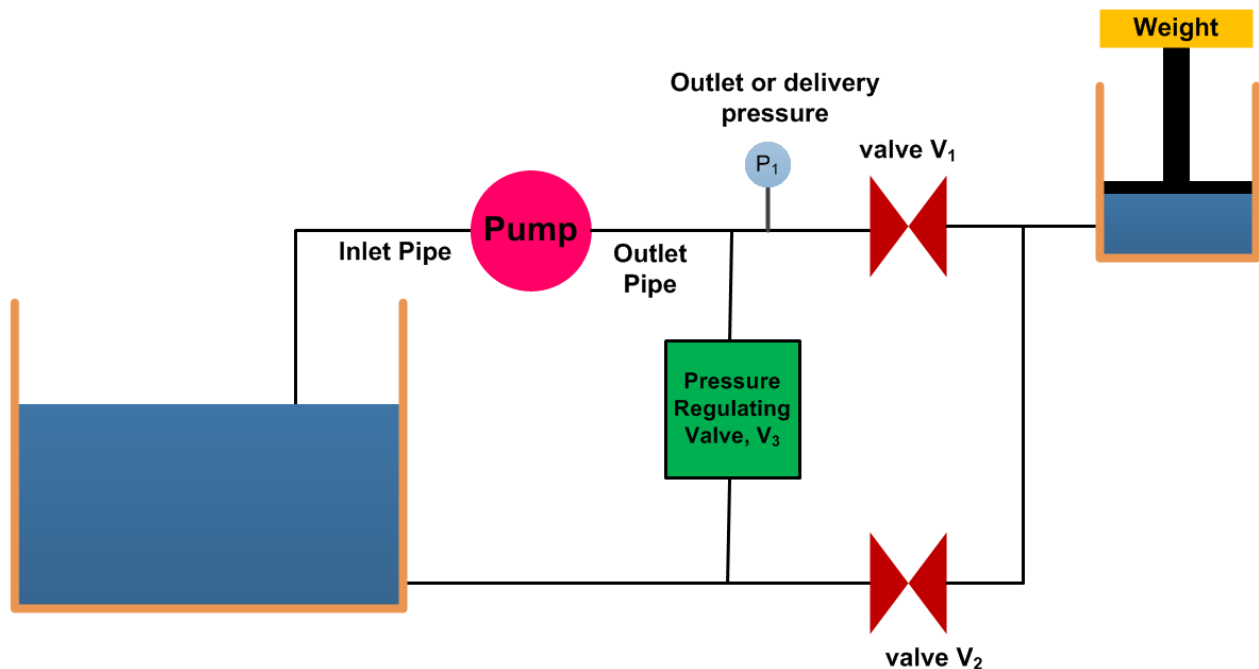 Weight
Outlet or delivery
pressure
valve V₁
P₁
Pump
Inlet Pipe
Outlet
Pipe
Pressure
Regulating
Valve, V₃
valve V₂